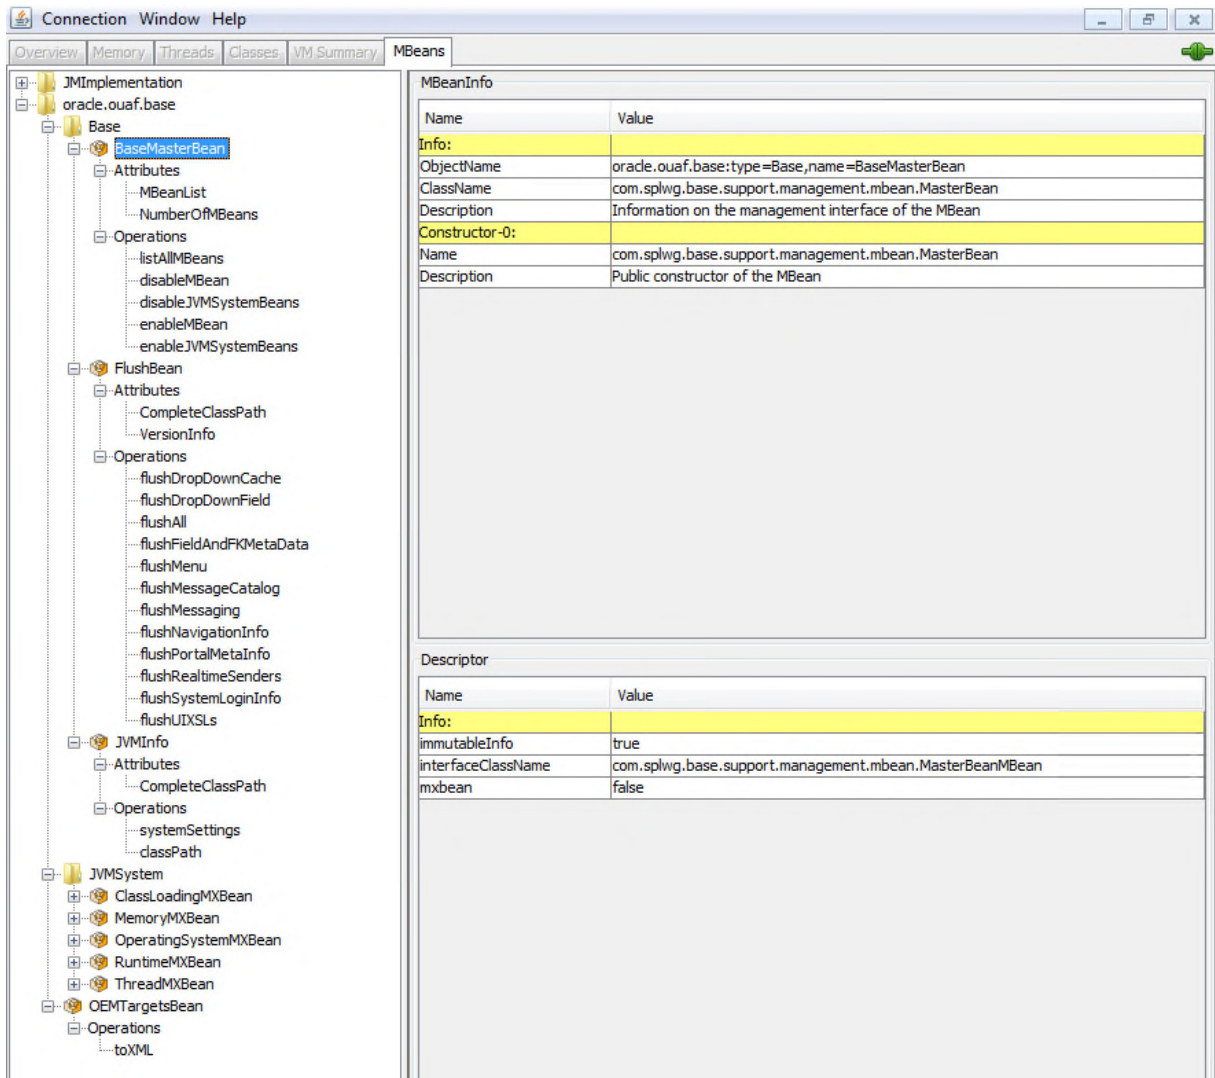 Connection Window Help
Overview Memory Threads Classes VM Summary MBeans
JMImplementation
oracle.ouaf.base
Base
BaseMasterBean
Attributes
MBeanList
NumberOfMBeans
Operations
listAllMBeans
disableMBean
disableJVMSystemBeans
enableMBean
enableJVMSystemBeans
FlushBean
Attributes
CompleteClassPath
VersionInfo
Operations
flushDropDownCache
flushDropDownField
flushAll
flushFieldAndFKMetaData
flushMenu
flushMessageCatalog
flushMessaging
flushNavigationInfo
flushPortalMetaInfo
flushRealtimeSenders
flushSystemLoginInfo
flushUIXSLs
JVMInfo
Attributes
CompleteClassPath
Operations
systemSettings
classPath
JVMSystem
ClassLoadingMXBean
MemoryMXBean
OperatingSystemMXBean
RuntimeMXBean
ThreadMXBean
OEMTargetsBean
Operations
toXML
MBeanInfo
Name Value
Info:
ObjectName oracle.ouaf.base:type=Base,name=BaseMasterBean
ClassName com.splwg.base.support.management.mbean.MasterBean
Description Information on the management interface of the MBean
Constructor-0:
Name com.splwg.base.support.management.mbean.MasterBean
Description Public constructor of the MBean
Descriptor
Name Value
Info:
immutableInfo true
interfaceClassName com.splwg.base.support.management.mbean.MasterBeanMBean
mxbean false